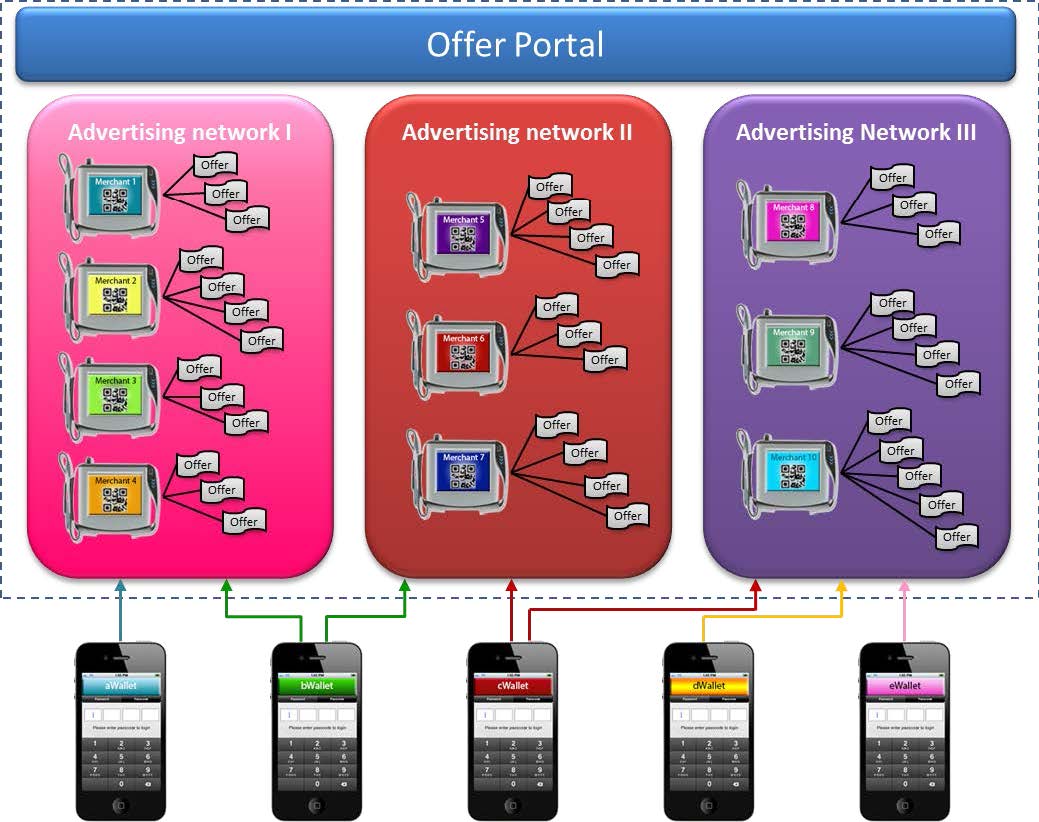 Offer Portal
Advertising network I
Merchant 1
Offer
Offer
Offer
Merchant 2
Offer
Offer
Offer
Offer
Merchant 3
Offer
Offer
Offer
Merchant 4
Offer
Offer
Offer
Advertising network II
Merchant 5
Offer
Offer
Offer
Offer
Merchant 6
Offer
Offer
Offer
Merchant 7
Offer
Offer
Offer
Offer
Advertising Network III
Merchant 8
Offer
Offer
Offer
Merchant 9
Offer
Offer
Offer
Offer
Merchant 10
Offer
Offer
Offer
Offer
Offer
aWallet
Please enter passcode to login
1 2 3
4 5 6
7 8 9
0
bWallet
Please enter passcode to login
1 2 3
4 5 6
7 8 9
0
cWallet
Please enter passcode to login
1 2 3
4 5 6
7 8 9
0
dWallet
Please enter passcode to login
1 2 3
4 5 6
7 8 9
0
eWallet
Please enter passcode to login
1 2 3
4 5 6
7 8 9
0